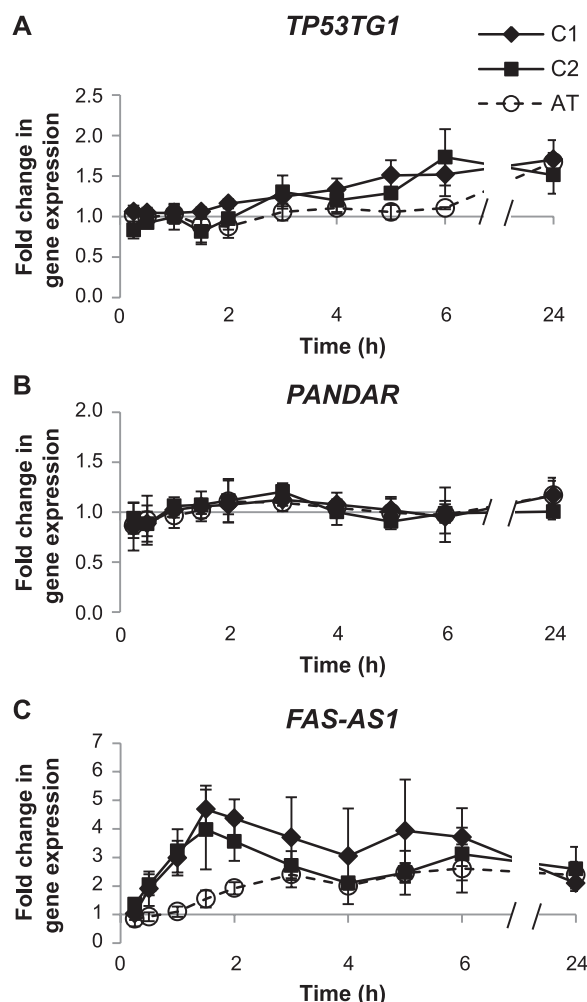 A
TP53TG1
C1
C2
AT
Fold change in
gene expression
2.5
2.0
1.5
1.0
0.5
0.0
0
2
4
6
24
Time (h)
B
PANDAR
Fold change in
gene expression
2.0
1.5
1.0
0.5
0.0
0
2
4
6
24
Time (h)
C
FAS-AS1
Fold change in
gene expression
7
6
5
4
3
2
1
0
0
2
4
6
24
Time (h)